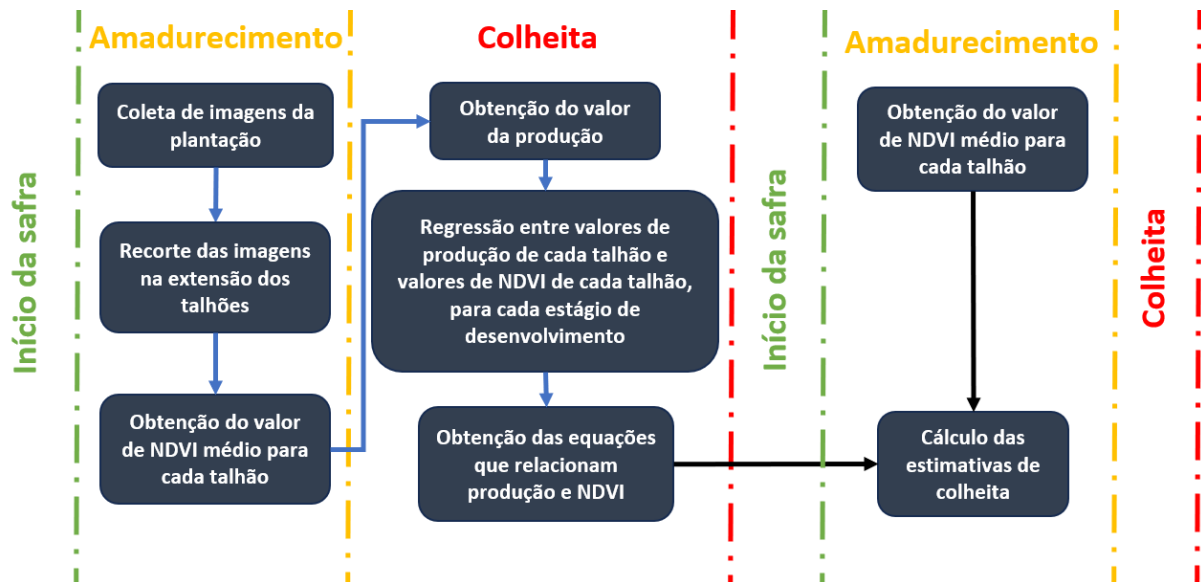 Início da safra
Amadurecimento
Coleta de imagens da
plantação
Recorte das imagens
na extensão dos
talhões
Obtenção do valor
de NDVI médio para
cada talhão
Colheita
Obtenção do valor
da produção
Regressão entre valores de
produção de cada talhão e
valores de NDVI de cada talhão,
para cada estágio de
desenvolvimento
Obtenção das equações
que relacionam
produção e NDVI
Início da safra
Amadurecimento
Obtenção do valor
de NDVI médio para
cada talhão
Cálculo das
estimativas de
colheita
Colheita